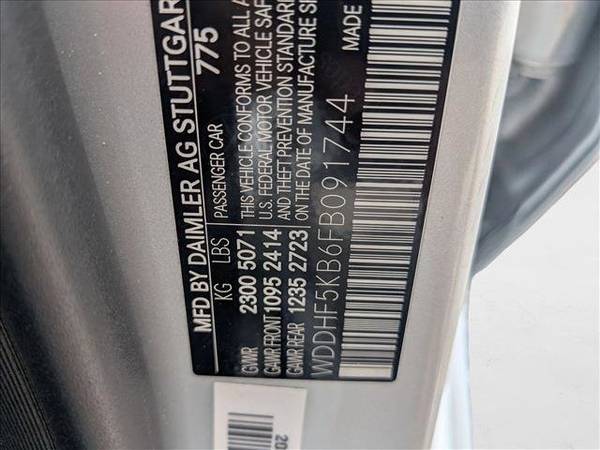 MFD BY DAIMLER AG STUTTGAR
775
KG LBS PASSENGER CAR
GVWR 2300 5071
GAWR FRONT 1095 2414
GAWR REAR 1235 2723
THIS VEHICLE CONFORMS TO ALL A
U.S. FEDERAL MOTOR VEHICLE SAF
AND THEFT PREVENTION STANDAR
ON THE DATE OF MANUFACTURE S
MADE
WDDHF5KB6FB091744
20